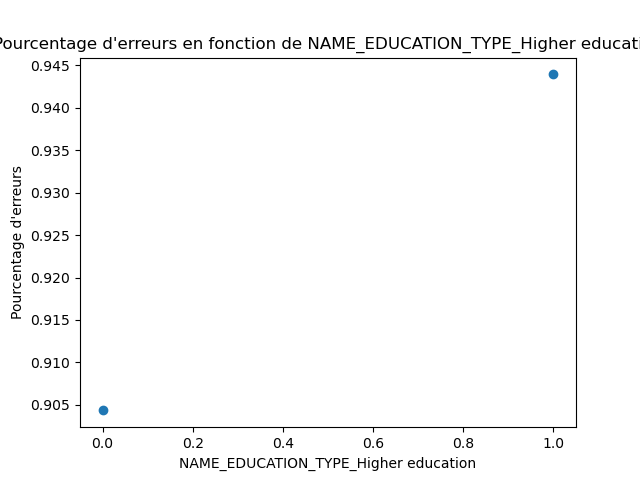 Pourcentage d'erreurs en fonction de NAME_EDUCATION_TYPE_Higher educati
0.945
0.940
0.935
0.930
0.925
0.920
0.915
0.910
0.905
Pourcentage d'erreurs
0.0 0.2 0.4 0.6 0.8 1.0
NAME_EDUCATION_TYPE_Higher education